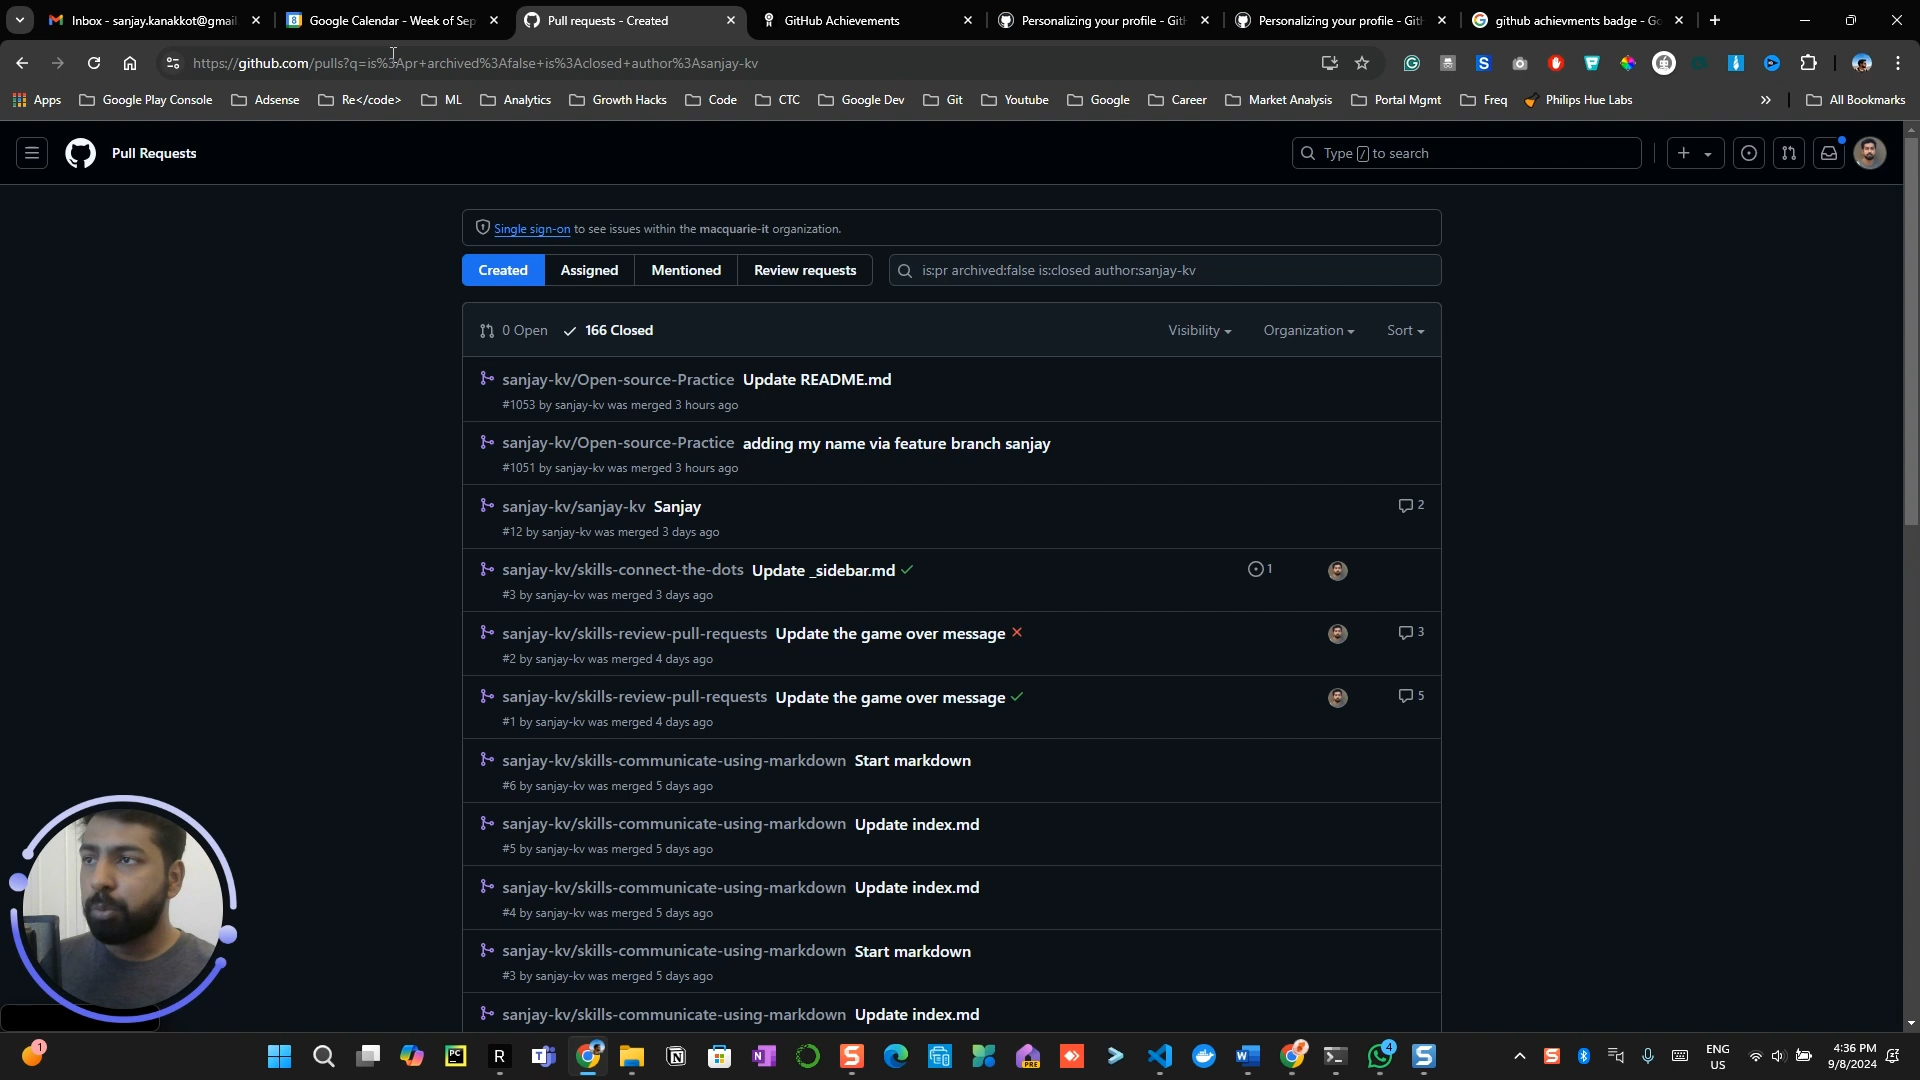 Inbox - sanjay.kanakkot@gmail
Google Calendar - Week of Sep
Pull requests - Created
GitHub Achievements
Personalizing your profile - Git
Personalizing your profile - Git
github achievments badge - Go
https://github.com/pulls?q=is%3Apr+archived%3Afalse+is%3Aclosed+author%3Asanjay-kv
Apps
Google Play Console
Adsense
Re</code>
ML
Analytics
Growth Hacks
Code
CTC
Google Dev
Git
Youtube
Google
Career
Market Analysis
Portal Mgmt
Freq
Philips Hue Labs
All Bookmarks
Pull Requests
Type / to search
Single sign-on to see issues within the macquarie-it organization.
Created
Assigned
Mentioned
Review requests
is:pr archived:false is:closed author:sanjay-kv
0 Open
166 Closed
Visibility
Organization
Sort
sanjay-kv/Open-source-Practice Update README.md
#1053 by sanjay-kv was merged 3 hours ago
sanjay-kv/Open-source-Practice adding my name via feature branch sanjay
#1051 by sanjay-kv was merged 3 hours ago
sanjay-kv/sanjay-kv Sanjay
2
#12 by sanjay-kv was merged 3 days ago
sanjay-kv/skills-connect-the-dots Update _sidebar.md
1
#3 by sanjay-kv was merged 3 days ago
sanjay-kv/skills-review-pull-requests Update the game over message
3
#2 by sanjay-kv was merged 4 days ago
sanjay-kv/skills-review-pull-requests Update the game over message
5
#1 by sanjay-kv was merged 4 days ago
sanjay-kv/skills-communicate-using-markdown Start markdown
#6 by sanjay-kv was merged 5 days ago
sanjay-kv/skills-communicate-using-markdown Update index.md
#5 by sanjay-kv was merged 5 days ago
sanjay-kv/skills-communicate-using-markdown Update index.md
#4 by sanjay-kv was merged 5 days ago
sanjay-kv/skills-communicate-using-markdown Start markdown
#3 by sanjay-kv was merged 5 days ago
sanjay-kv/skills-communicate-using-markdown Update index.md
1
PC
R
PRE
4
ENG
US
4:36 PM
9/8/2024